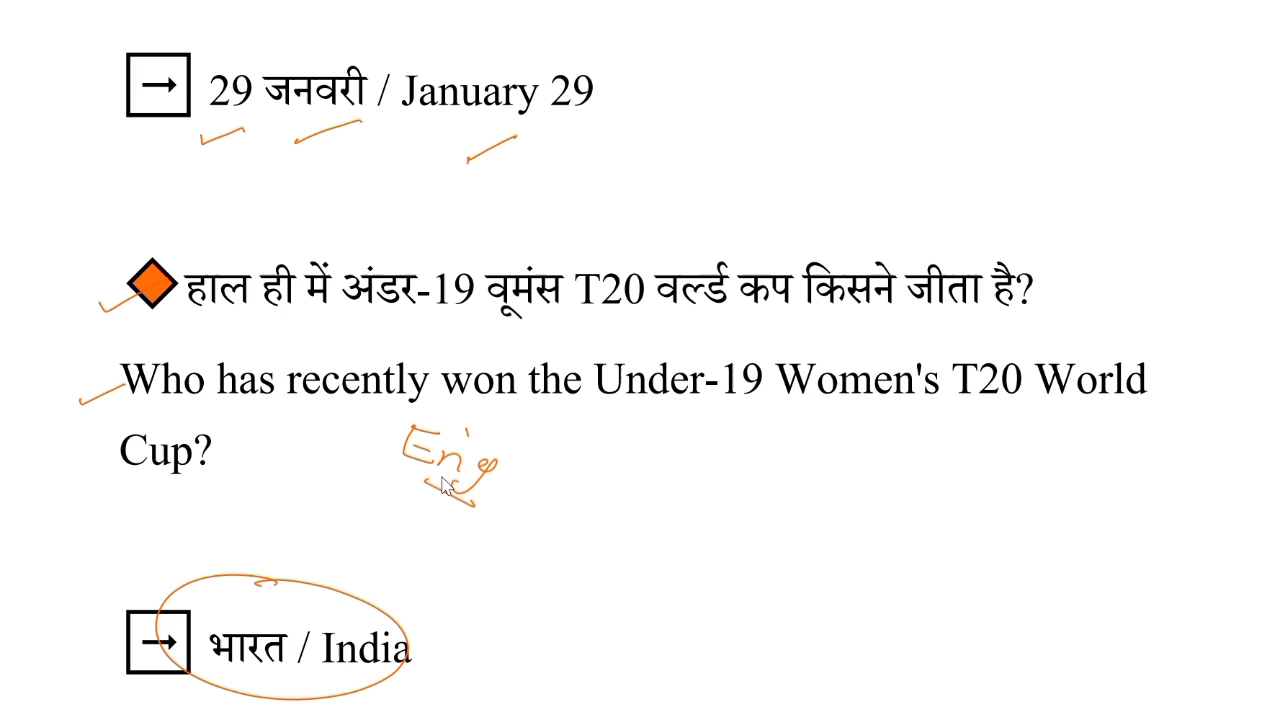 → 29 जनवरी / January 29
हाल ही में अंडर-19 वूमंस T20 वर्ल्ड कप किसने जीता है?
Who has recently won the Under-19 Women's T20 World
Cup?
Eng
→ भारत / India